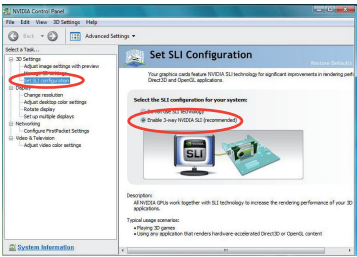 NVIDIA Control Panel
File Edit View 3D Settings Help
Back
Advanced Settings
Select a Task...
3D Settings
Adjust image settings with preview
Set SLI configuration
Display
Change resolution
Adjust desktop color settings
Rotate display
Set up multiple displays
Networking
Configure FirstPacket Settings
Video & Television
Adjust video color settings
System Information
Set SLI Configuration
Restore Defaults
Your graphics cards feature NVIDIA SLI technology for significant improvements in rendering perf
Direct3D and OpenGL applications.
Select the SLI configuration for your system:
SLI technology
Enable 3-way NVIDIA SLI (recommended)
SLI
Description:
All NVIDIA GPUs work together with SLI technology to increase the rendering performance of your 3D
applications.
Typical usage scenarios:
•Playing 3D games
•Using any application that renders hardware-accelerated Direct3D or OpenGL content